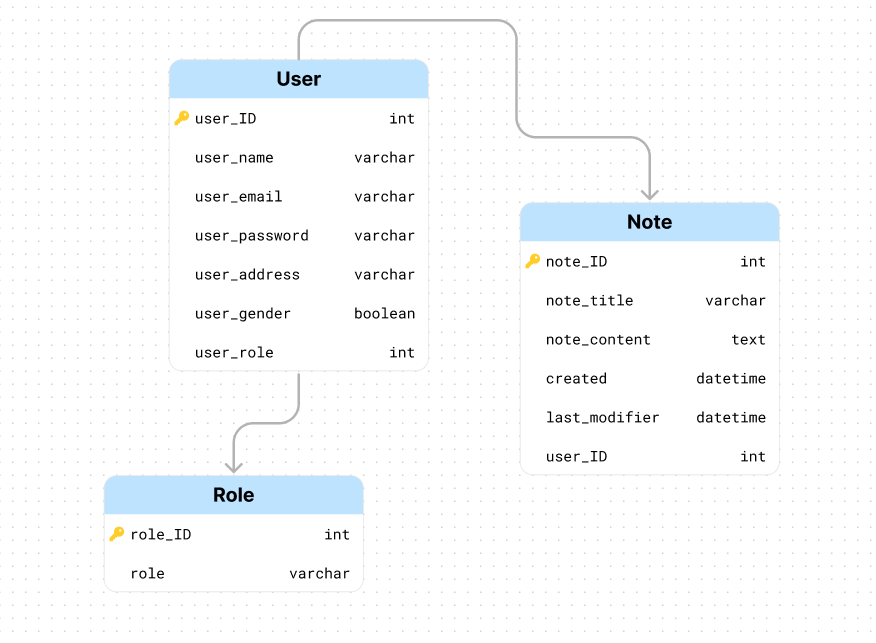 User
user_ID int
user_name varchar
user_email varchar
user_password varchar
user_address varchar
user_gender boolean
user_role int
Note
note_ID int
note_title varchar
note_content text
created datetime
last_modifier datetime
user_ID int
Role
role_ID int
role varchar